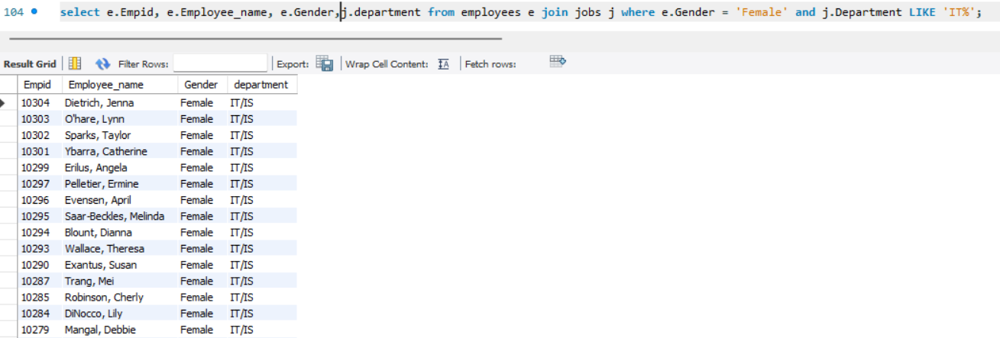 104 select e.Empid, e.Employee_name, e.Gender,j.department from employees e join jobs j where e.Gender = 'Female' and j.Department LIKE 'IT%';
Result Grid Filter Rows: Export: Wrap Cell Content: IA Fetch rows:
Empid Employee_name Gender department
10304 Dietrich, Jenna Female IT/IS
10303 O'hare, Lynn Female IT/IS
10302 Sparks, Taylor Female IT/IS
10301 Ybarra, Catherine Female IT/IS
10299 Erilus, Angela Female IT/IS
10297 Pelletier, Ermine Female IT/IS
10296 Evensen, April Female IT/IS
10295 Saar-Beckles, Melinda Female IT/IS
10294 Blount, Dianna Female IT/IS
10293 Wallace, Theresa Female IT/IS
10290 Exantus, Susan Female IT/IS
10287 Trang, Mei Female IT/IS
10285 Robinson, Cherly Female IT/IS
10284 DiNocco, Lily Female IT/IS
10279 Mangal, Debbie Female IT/IS